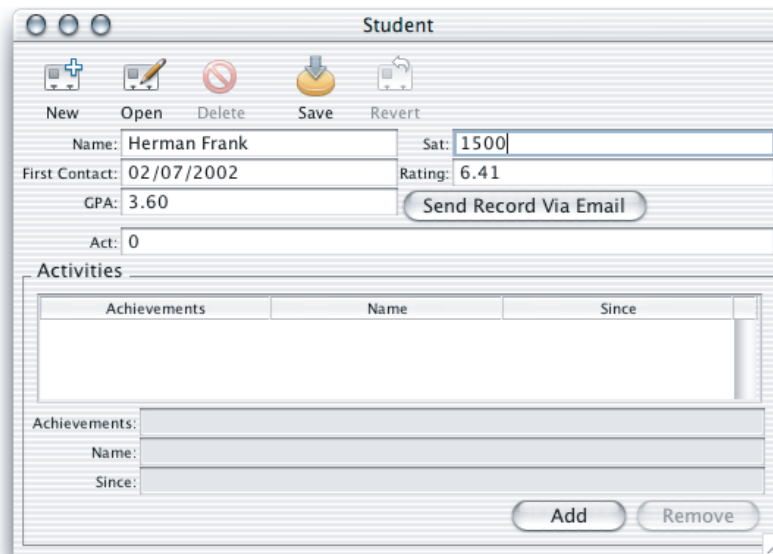 Student
New Open Delete Save Revert
Name: Herman Frank Sat: 1500
First Contact: 02/07/2002 Rating: 6.41
GPA: 3.60 Send Record Via Email
Act: 0
Activities
Achievements Name Since
Achievements:
Name:
Since:
Add Remove